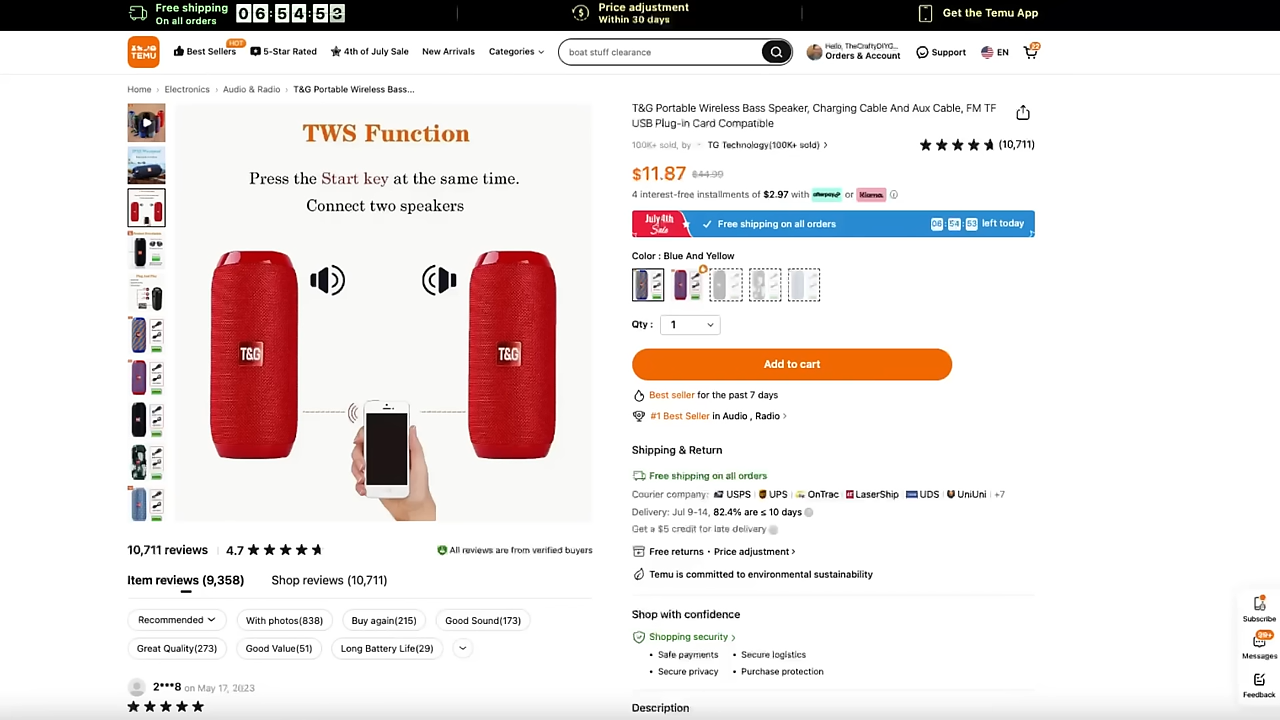 Free shipping
On all orders
06:54:53
Price adjustment
Within 30 days
Get the Temu App
TEMU
Best Sellers
HOT
5-Star Rated
4th of July Sale
New Arrivals
Categories
boat stuff clearance
Hello, TheCraftyDIYG...
Orders & Account
Support
EN
22
Home › Electronics › Audio & Radio › T&G Portable Wireless Bass...
TWS Function
Press the Start key at the same time.
Connect two speakers
T&G
T&G
T&G Portable Wireless Bass Speaker, Charging Cable And Aux Cable, FM TF
USB Plug-in Card Compatible
100K+ sold, by TG Technology(100K+ sold) ›
(10,711)
$11.87 $44.99
4 interest-free installments of $2.97 with afterpay or Klarna.
July 4th
Sale
Free shipping on all orders
06:54:53 left today
Color : Blue And Yellow
Qty : 1
Add to cart
Best seller for the past 7 days
#1 Best Seller in Audio , Radio ›
Shipping & Return
Free shipping on all orders
Courier company: USPS UPS OnTrac LaserShip UDS UniUni +7
Delivery: Jul 9-14, 82.4% are ≤ 10 days
Get a $5 credit for late delivery
Free returns • Price adjustment ›
Temu is committed to environmental sustainability
Shop with confidence
Shopping security ›
• Safe payments • Secure logistics
• Secure privacy • Purchase protection
Description
10,711 reviews 4.7
All reviews are from verified buyers
Item reviews (9,358) Shop reviews (10,711)
Recommended With photos(838) Buy again(215) Good Sound(173)
Great Quality(273) Good Value(51) Long Battery Life(29)
2***8 on May 17, 2023
Subscribe
99+
Messages
Feedback